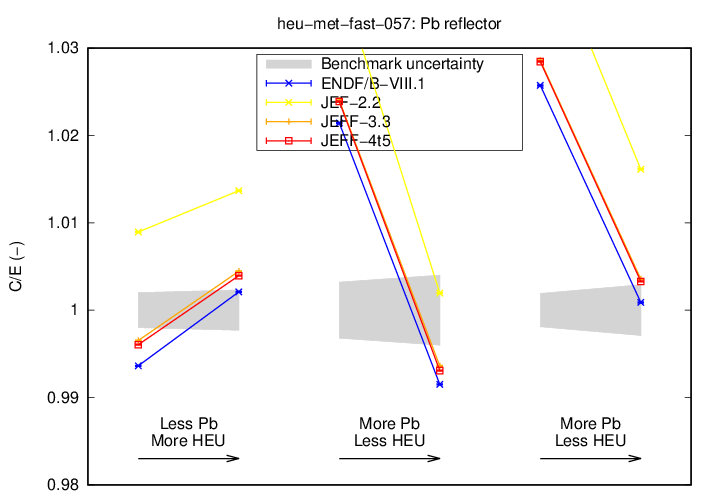 heu−met−fast−057: Pb reflector
1.03
1.02
1.01
1
0.99
0.98
C/E (−)
Benchmark uncertainty
ENDF/B−VIII.1
JEF−2.2
JEFF−3.3
JEFF−4t5
Less Pb
More HEU
More Pb
Less HEU
More Pb
Less HEU